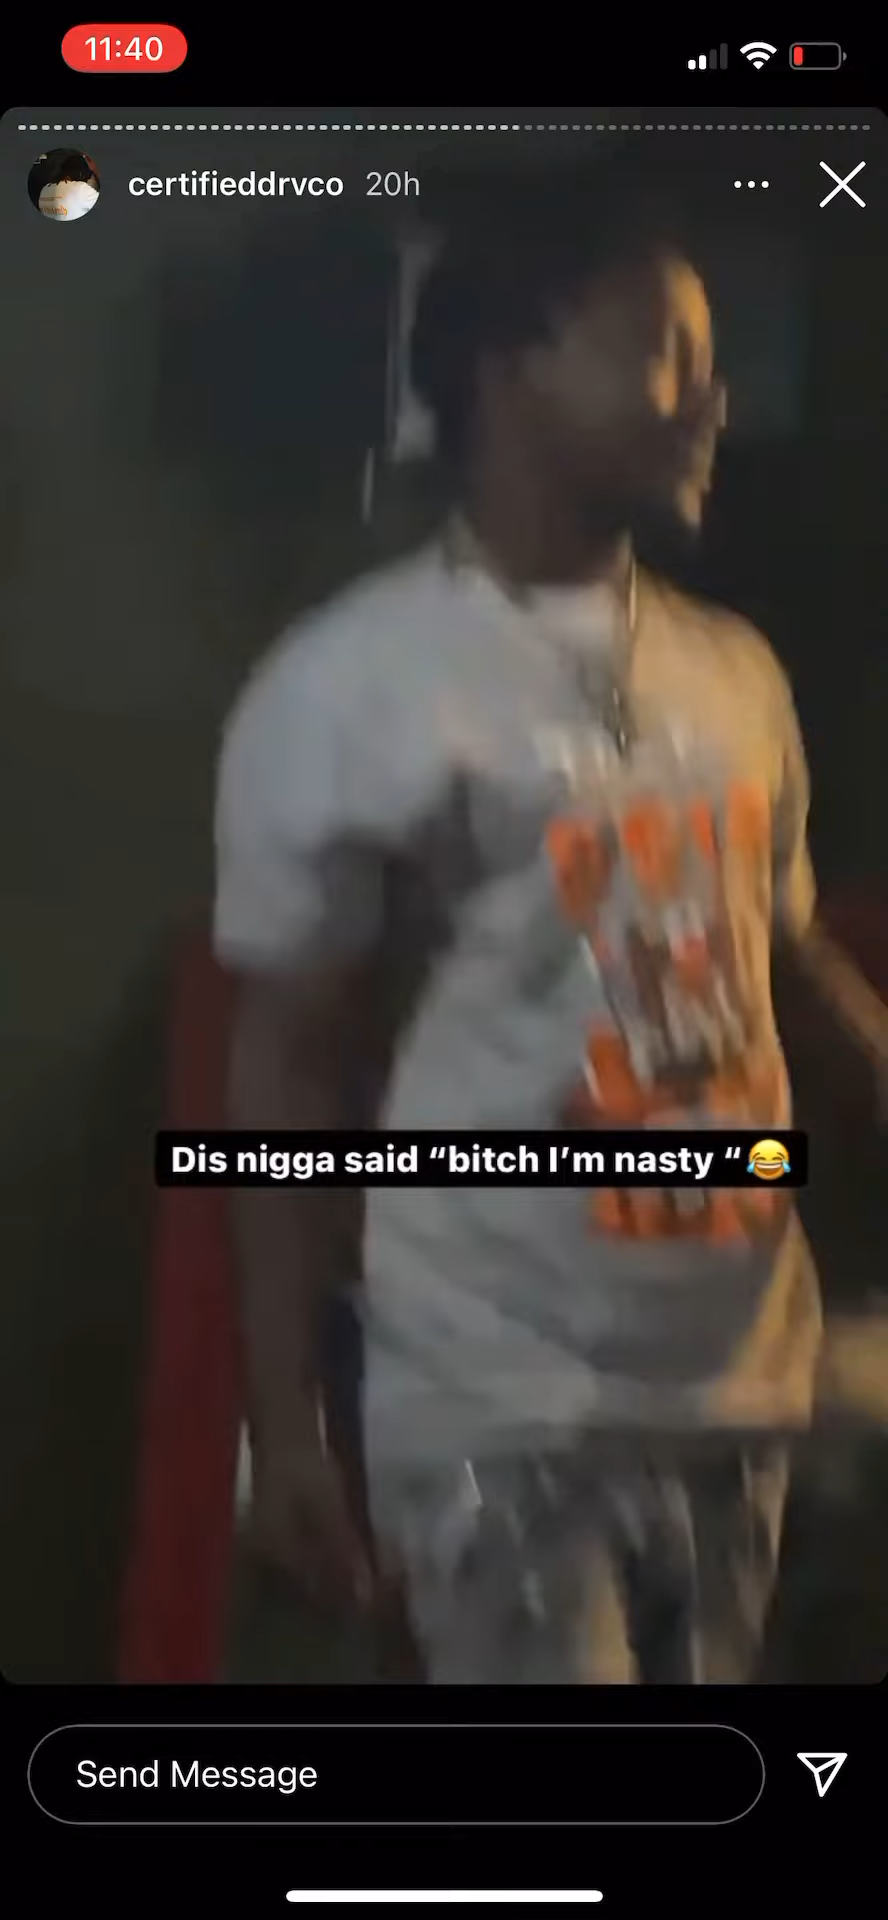 11:40
certifieddrvco 20h
Dis nigga said “bitch I’m nasty “😂
Send Message